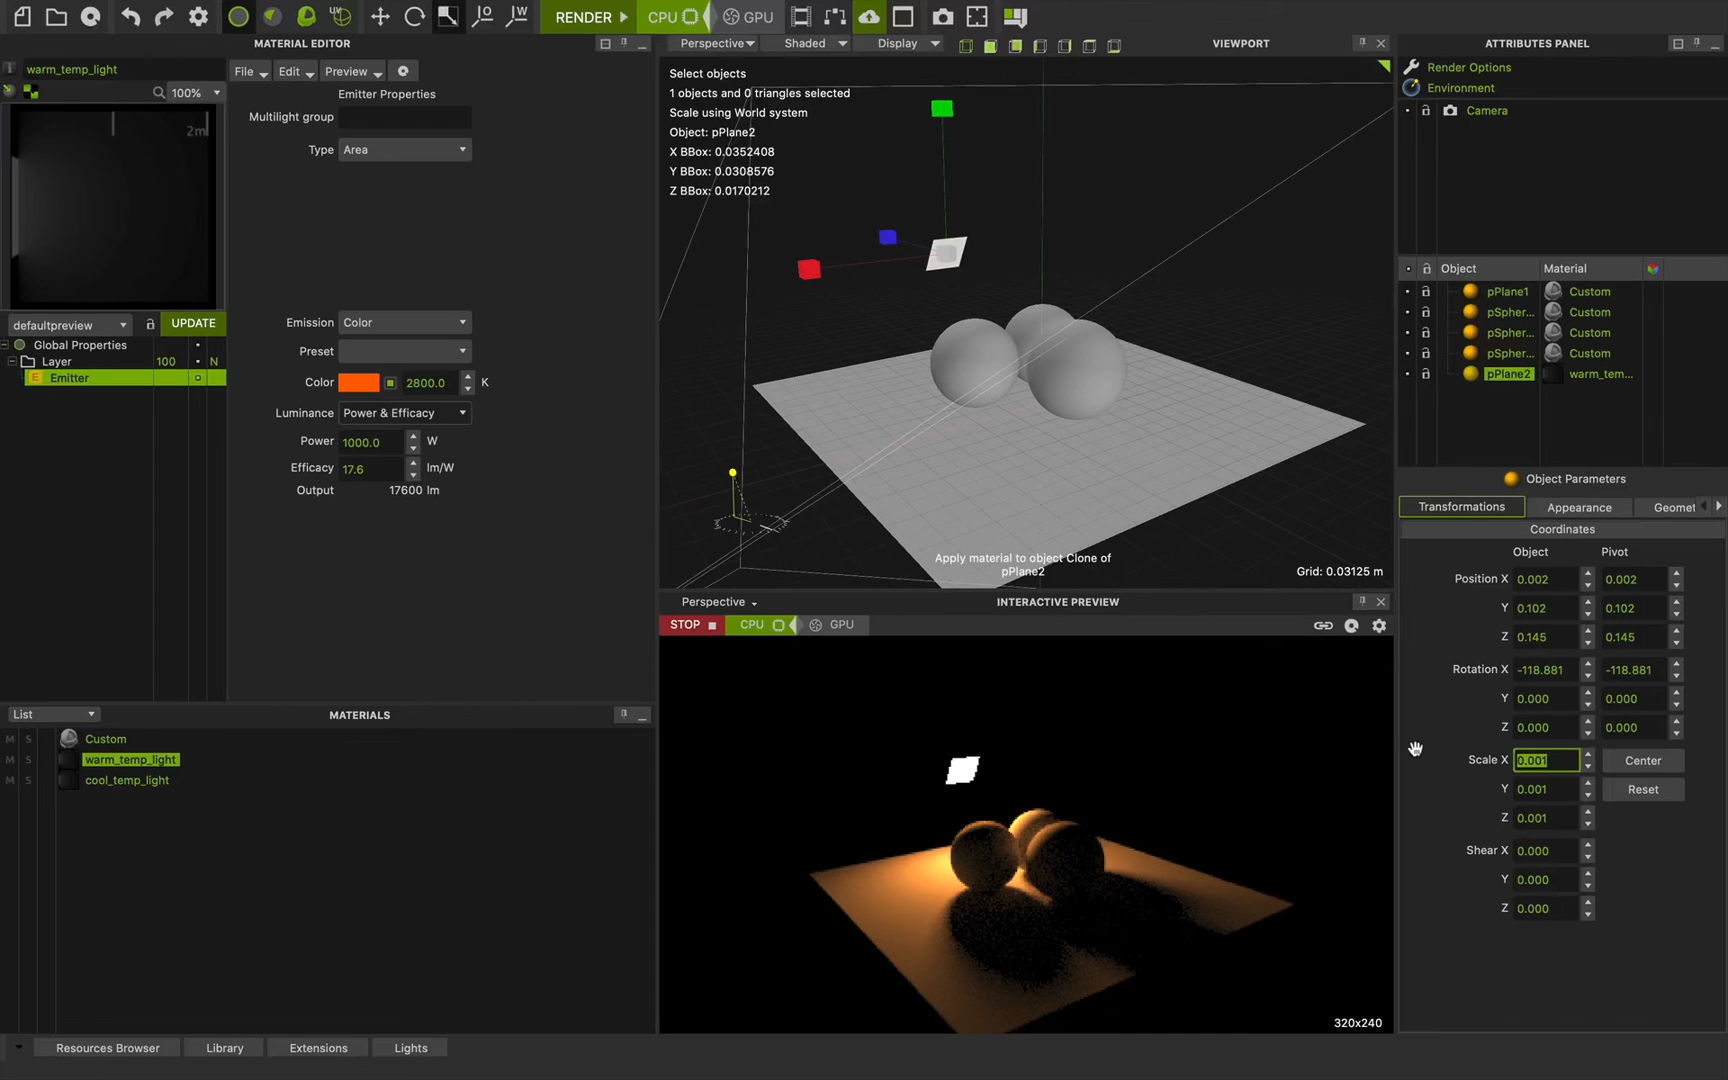 RENDER CPU GPU
MATERIAL EDITOR
warm_temp_light
File Edit Preview
100%
2m
defaultpreview UPDATE
Global Properties
Layer 100 N
E Emitter
Emitter Properties
Multilight group
Type Area
Emission Color
Preset
Color 2800.0 K
Luminance Power & Efficacy
Power 1000.0 W
Efficacy 17.6 lm/W
Output 17600 lm
List MATERIALS
M S Custom
M S warm_temp_light
M S cool_temp_light
Resources Browser Library Extensions Lights
Perspective Shaded Display VIEWPORT
Select objects
1 objects and 0 triangles selected
Scale using World system
Object: pPlane2
X BBox: 0.0352408
Y BBox: 0.0308576
Z BBox: 0.0170212
Apply material to object Clone of
pPlane2
Grid: 0.03125 m
Perspective INTERACTIVE PREVIEW
STOP CPU GPU
320x240
ATTRIBUTES PANEL
Render Options
Environment
Camera
Object Material
pPlane1 Custom
pSpher... Custom
pSpher... Custom
pSpher... Custom
pPlane2 warm_tem...
Object Parameters
Transformations Appearance Geomet
Coordinates
Object Pivot
Position X 0.002 0.002
Y 0.102 0.102
Z 0.145 0.145
Rotation X -118.881 -118.881
Y 0.000 0.000
Z 0.000 0.000
Scale X 0.001 Center
Y 0.001 Reset
Z 0.001
Shear X 0.000
Y 0.000
Z 0.000